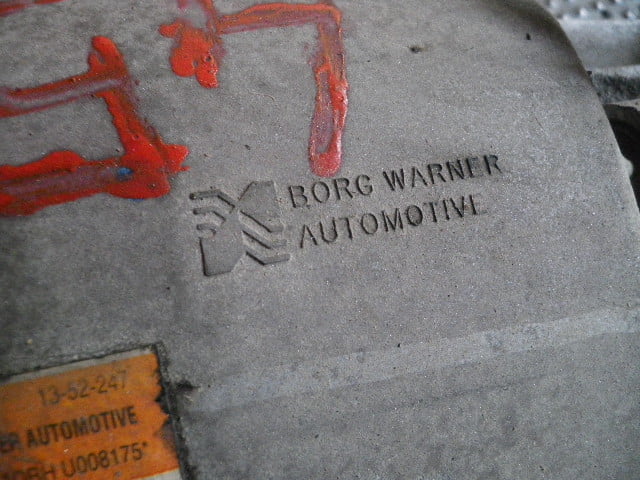 BORG WARNER
AUTOMOTIVE
13-52-247
ER AUTOMOTIVE
U008175*